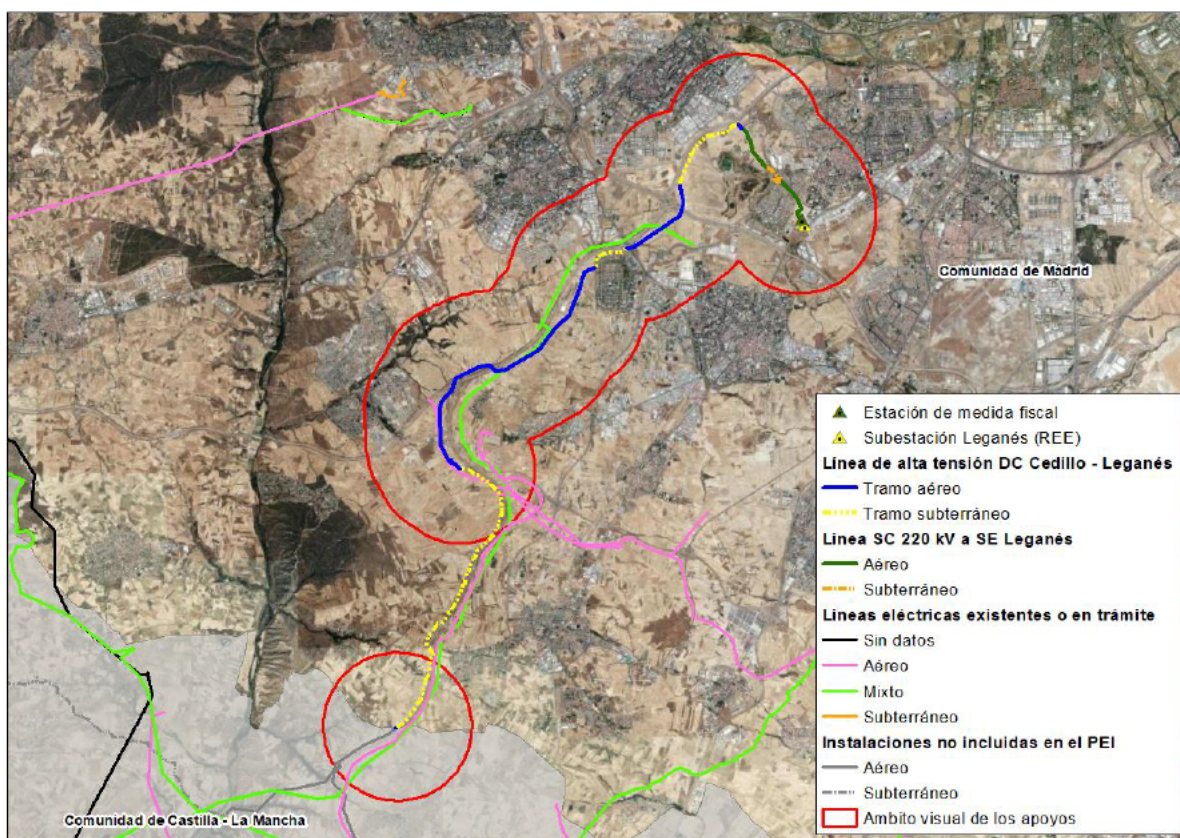 Comunidad de Madrid
Estación de medida fiscal
Subestación Leganés (REE)
Línea de alta tensión DC Cedillo - Leganés
Tramo aéreo
Tramo subterráneo
Línea SC 220 kV a SE Leganés
Aéreo
Subterráneo
Líneas eléctricas existentes o en trámite
Sin datos
Aéreo
Mixto
Subterráneo
Instalaciones no incluidas en el PEI
Aéreo
Subterráneo
Ambito visual de los apoyos
Comunidad de Castilla - La Mancha